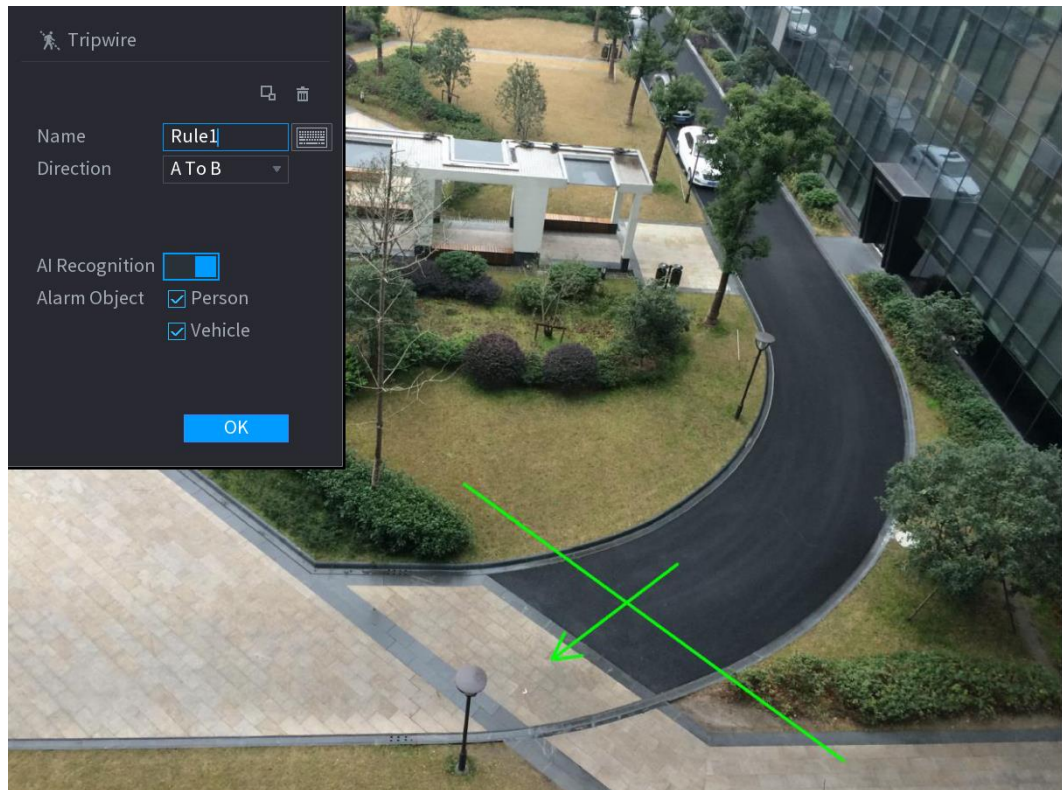 Tripwire
Name Rule1
Direction A To B
AI Recognition
Alarm Object Person
Vehicle
OK